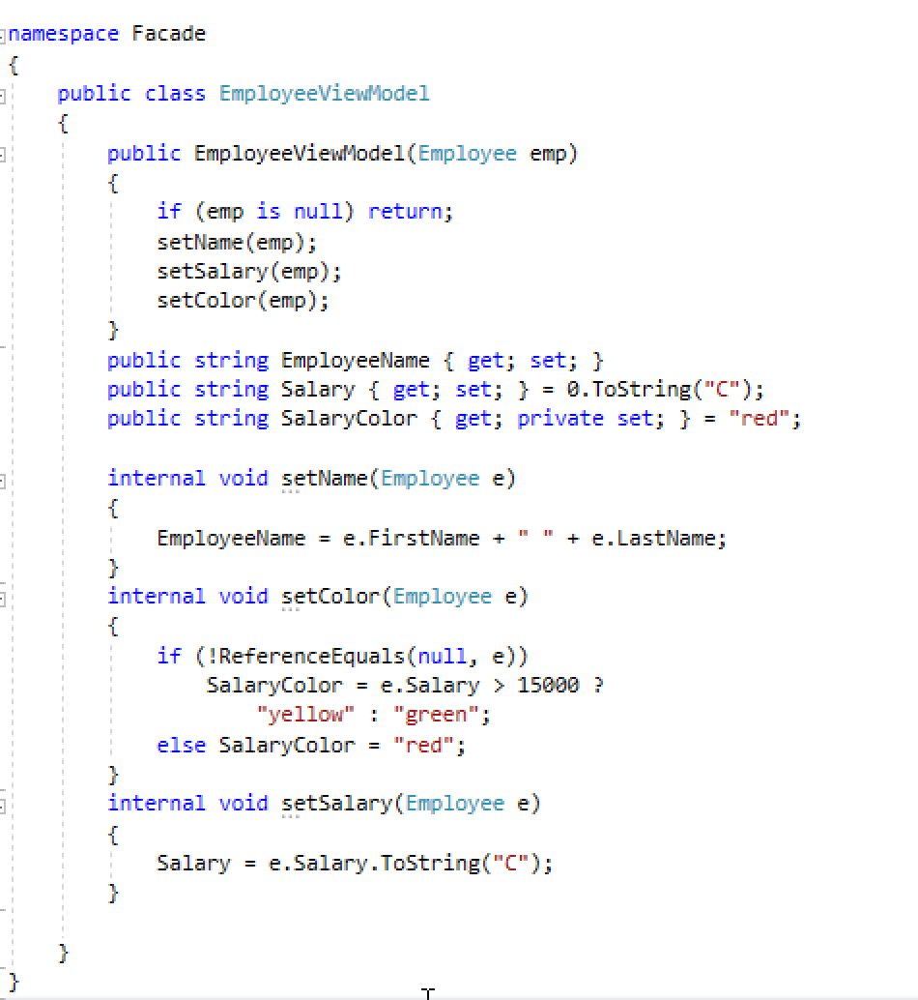 namespace Facade
{
    public class EmployeeViewModel
    {
        public EmployeeViewModel(Employee emp)
        {
            if (emp is null) return;
            setName(emp);
            setSalary(emp);
            setColor(emp);
        }
        public string EmployeeName { get; set; }
        public string Salary { get; set; } = 0.ToString("C");
        public string SalaryColor { get; private set; } = "red";

        internal void setName(Employee e)
        {
            EmployeeName = e.FirstName + " " + e.LastName;
        }
        internal void setColor(Employee e)
        {
            if (!ReferenceEquals(null, e))
                SalaryColor = e.Salary > 15000 ?
                    "yellow" : "green";
            else SalaryColor = "red";
        }
        internal void setSalary(Employee e)
        {
            Salary = e.Salary.ToString("C");
        }

    }
}